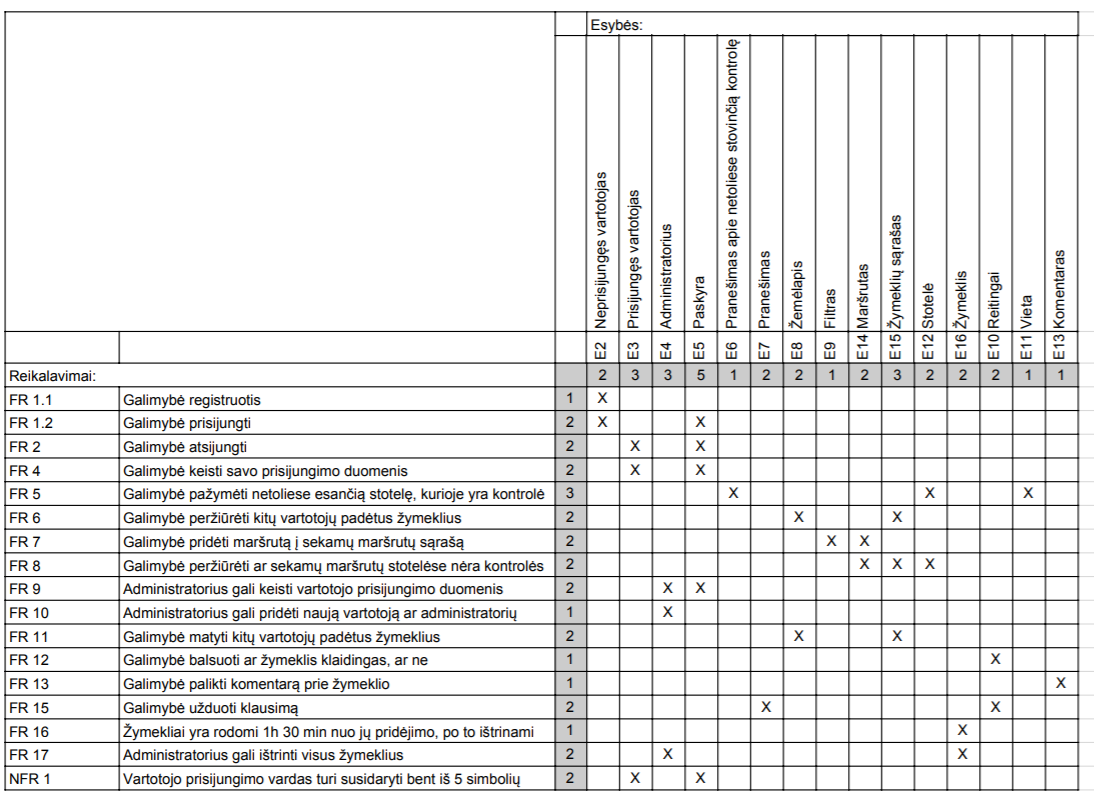 Esybės:
Neprisijungęs vartotojas
Prisijungęs vartotojas
Administratorius
Paskyra
Pranešimas apie netoliese stovinčią kontrolę
Pranešimas
Žemėlapis
Filtras
Maršrutas
Žymeklių sąrašas
Stotelė
Žymeklis
Reitingai
Vieta
Komentaras
E2 E3 E4 E5 E6 E7 E8 E9 E14 E15 E12 E16 E10 E11 E13
Reikalavimai: 2 3 3 5 1 2 2 1 2 3 2 2 2 1 1
FR 1.1 Galimybė registruotis 1 X
FR 1.2 Galimybė prisijungti 2 X X
FR 2 Galimybė atsijungti 2 X X
FR 4 Galimybė keisti savo prisijungimo duomenis 2 X X
FR 5 Galimybė pažymėti netoliese esančią stotelę, kurioje yra kontrolė 3 X X X
FR 6 Galimybė peržiūrėti kitų vartotojų padėtus žymeklius 2 X X
FR 7 Galimybė pridėti maršrutą į sekamų maršrutų sąrašą 2 X X
FR 8 Galimybė peržiūrėti ar sekamų maršrutų stotelėse nėra kontrolės 2 X X X
FR 9 Administratorius gali keisti vartotojo prisijungimo duomenis 2 X X
FR 10 Administratorius gali pridėti naują vartotoją ar administratorių 1 X
FR 11 Galimybė matyti kitų vartotojų padėtus žymeklius 2 X X
FR 12 Galimybė balsuoti ar žymeklis klaidingas, ar ne 1 X
FR 13 Galimybė palikti komentarą prie žymeklio 1 X
FR 15 Galimybė užduoti klausimą 2 X X
FR 16 Žymekliai yra rodomi 1h 30 min nuo jų pridėjimo, po to ištrinami 1 X
FR 17 Administratorius gali ištrinti visus žymeklius 2 X X
NFR 1 Vartotojo prisijungimo vardas turi susidaryti bent iš 5 simbolių 2 X X